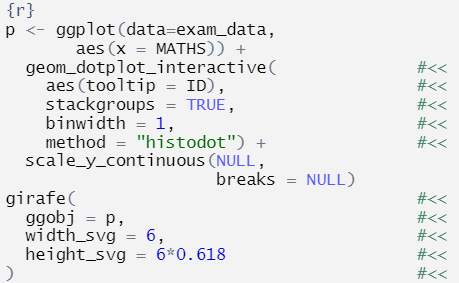 {r}
p <- ggplot(data=exam_data,
       aes(x = MATHS)) +
  geom_dotplot_interactive(              #<<
    aes(tooltip = ID),                   #<<
    stackgroups = TRUE,                  #<<
    binwidth = 1,                        #<<
    method = "histodot") +               #<<
  scale_y_continuous(NULL,
                     breaks = NULL)
girafe(                                  #<<
  ggobj = p,                             #<<
  width_svg = 6,                         #<<
  height_svg = 6*0.618                   #<<
)                                        #<<